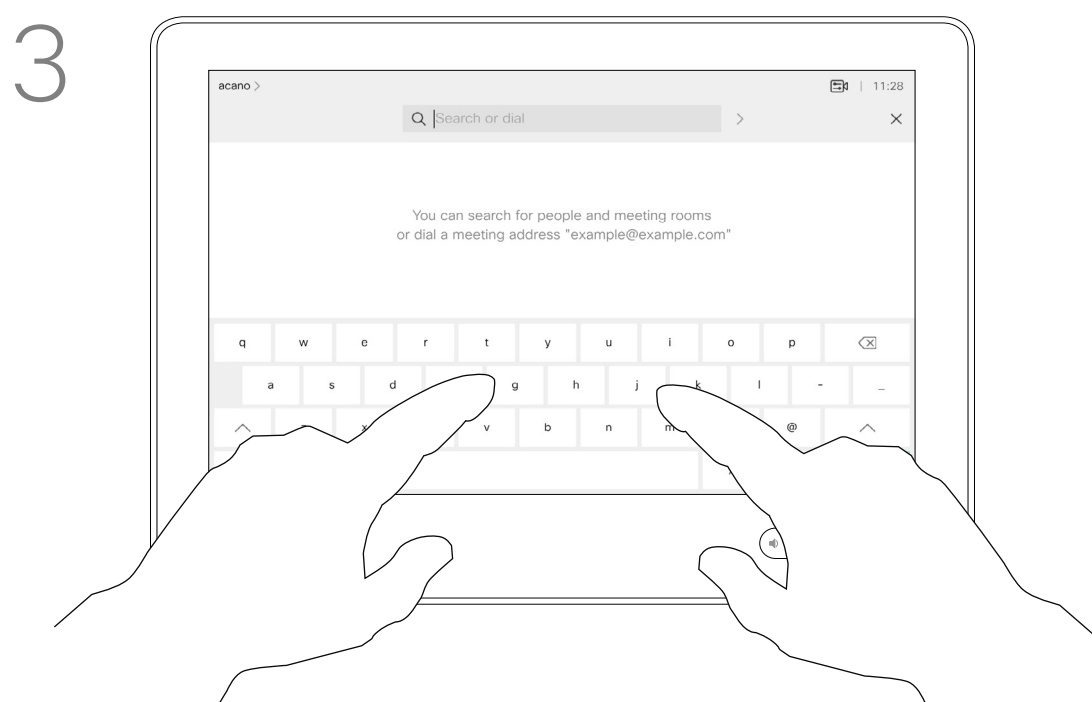 3
acano >
| 11:28
Search or dial
>
You can search for people and meeting rooms
or dial a meeting address "example@example.com"
q w e r t y u i o p
a s d g h j k l - _
x v b n m @